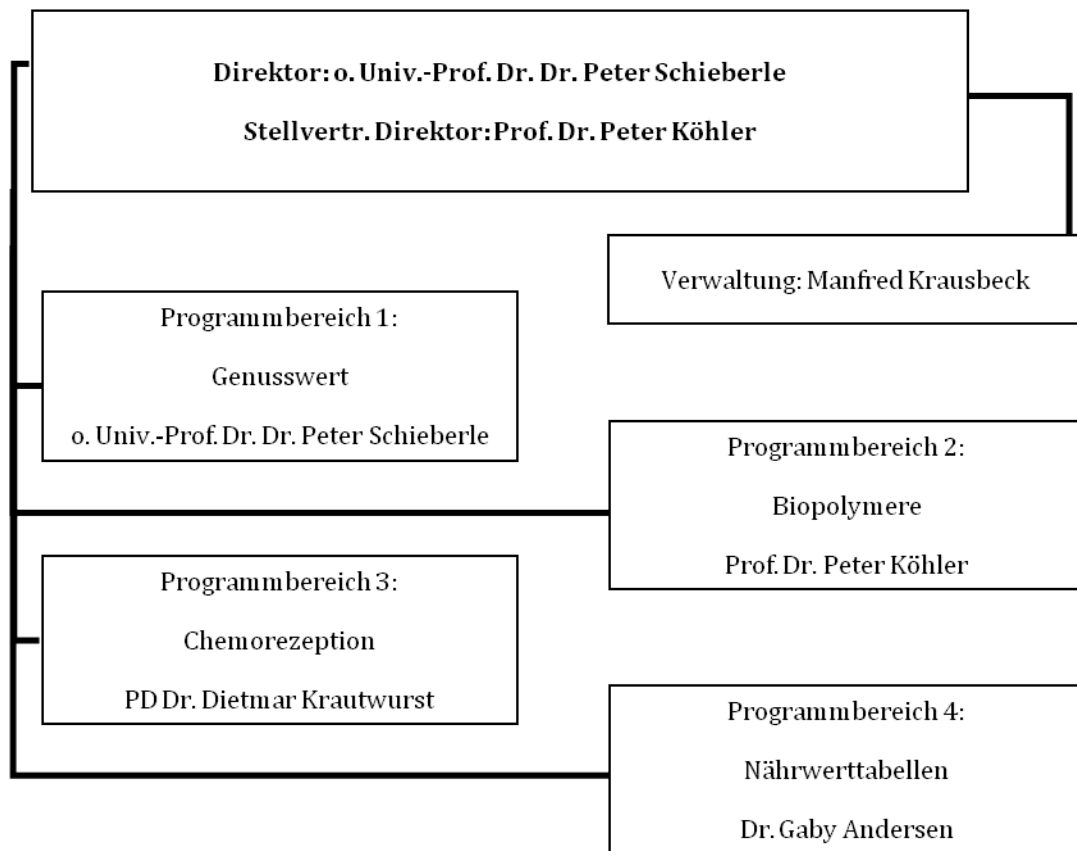 Direktor: o. Univ.-Prof. Dr. Dr. Peter Schieberle
Stellvertr. Direktor: Prof. Dr. Peter Köhler
Verwaltung: Manfred Krausbeck
Programmbereich 1:
Genusswert
o. Univ.-Prof. Dr. Dr. Peter Schieberle
Programmbereich 2:
Biopolymere
Prof. Dr. Peter Köhler
Programmbereich 3:
Chemorezeption
PD Dr. Dietmar Krautwurst
Programmbereich 4:
Nährwerttabellen
Dr. Gaby Andersen